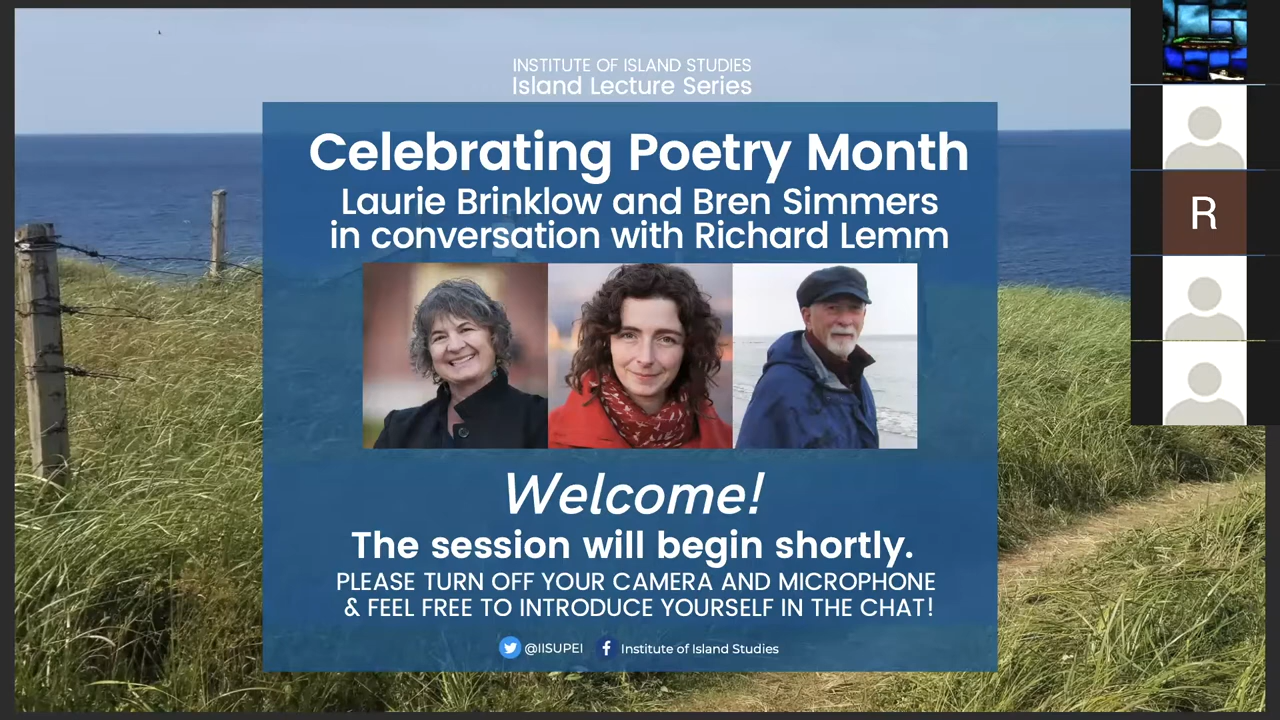 INSTITUTE OF ISLAND STUDIES
Island Lecture Series
Celebrating Poetry Month
Laurie Brinklow and Bren Simmers
in conversation with Richard Lemm
Welcome!
The session will begin shortly.
PLEASE TURN OFF YOUR CAMERA AND MICROPHONE
& FEEL FREE TO INTRODUCE YOURSELF IN THE CHAT!
@IISUPEI Institute of Island Studies
R